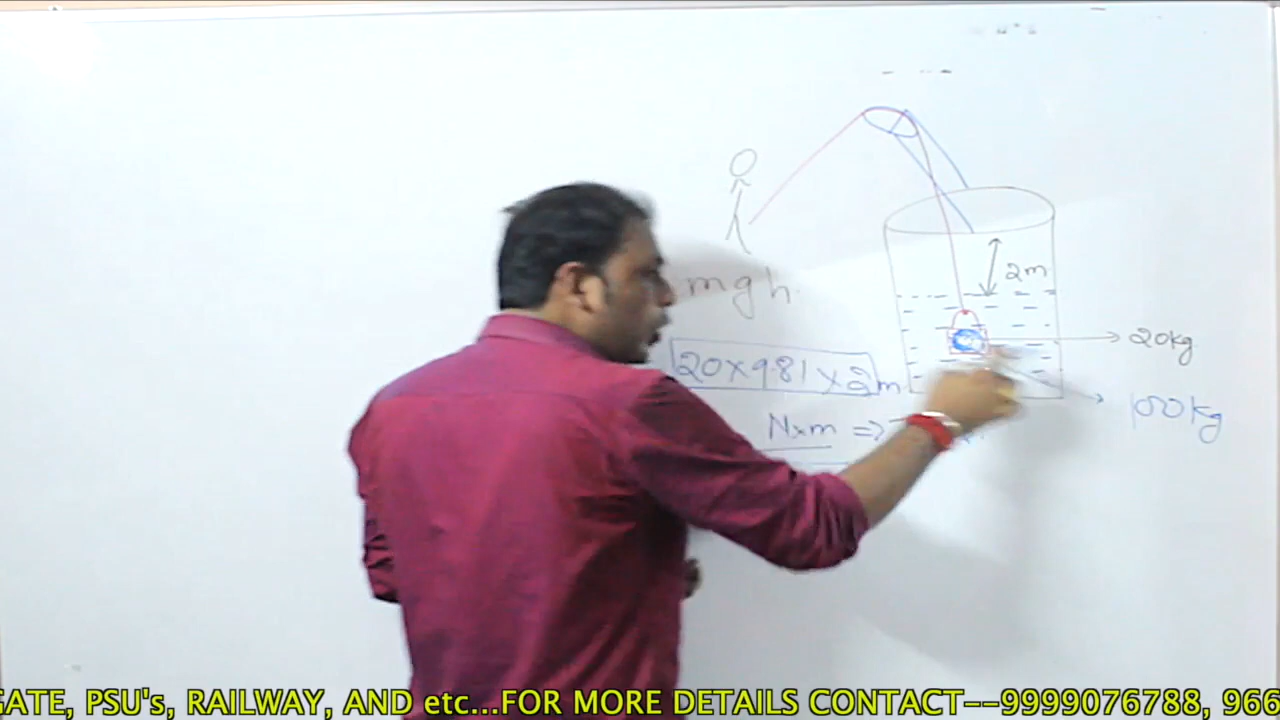 2m
mgh
20kg
20×9.81×2m
100kg
N×m =>
GATE, PSU's, RAILWAY, AND etc...FOR MORE DETAILS CONTACT--9999076788, 966